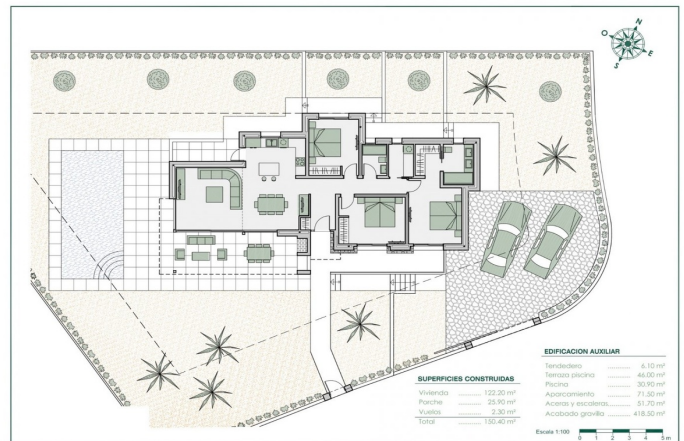 N
O
E
S
SUPERFICIES CONSTRUIDAS
Vivienda .......... 122.20 m²
Porche .......... 25.90 m²
Vuelos .......... 2.30 m²
Total .......... 150.40 m²
EDIFICACION AUXILIAR
Tendedero .......... 6.10 m²
Terraza piscina .......... 46.00 m²
Piscina .......... 30.90 m²
Aparcamiento .......... 71.50 m²
Aceras y escaleras .......... 51.70 m²
Acabado gravilla .......... 418.50 m²
Escala 1:100
0 1 2 3 4 5 m